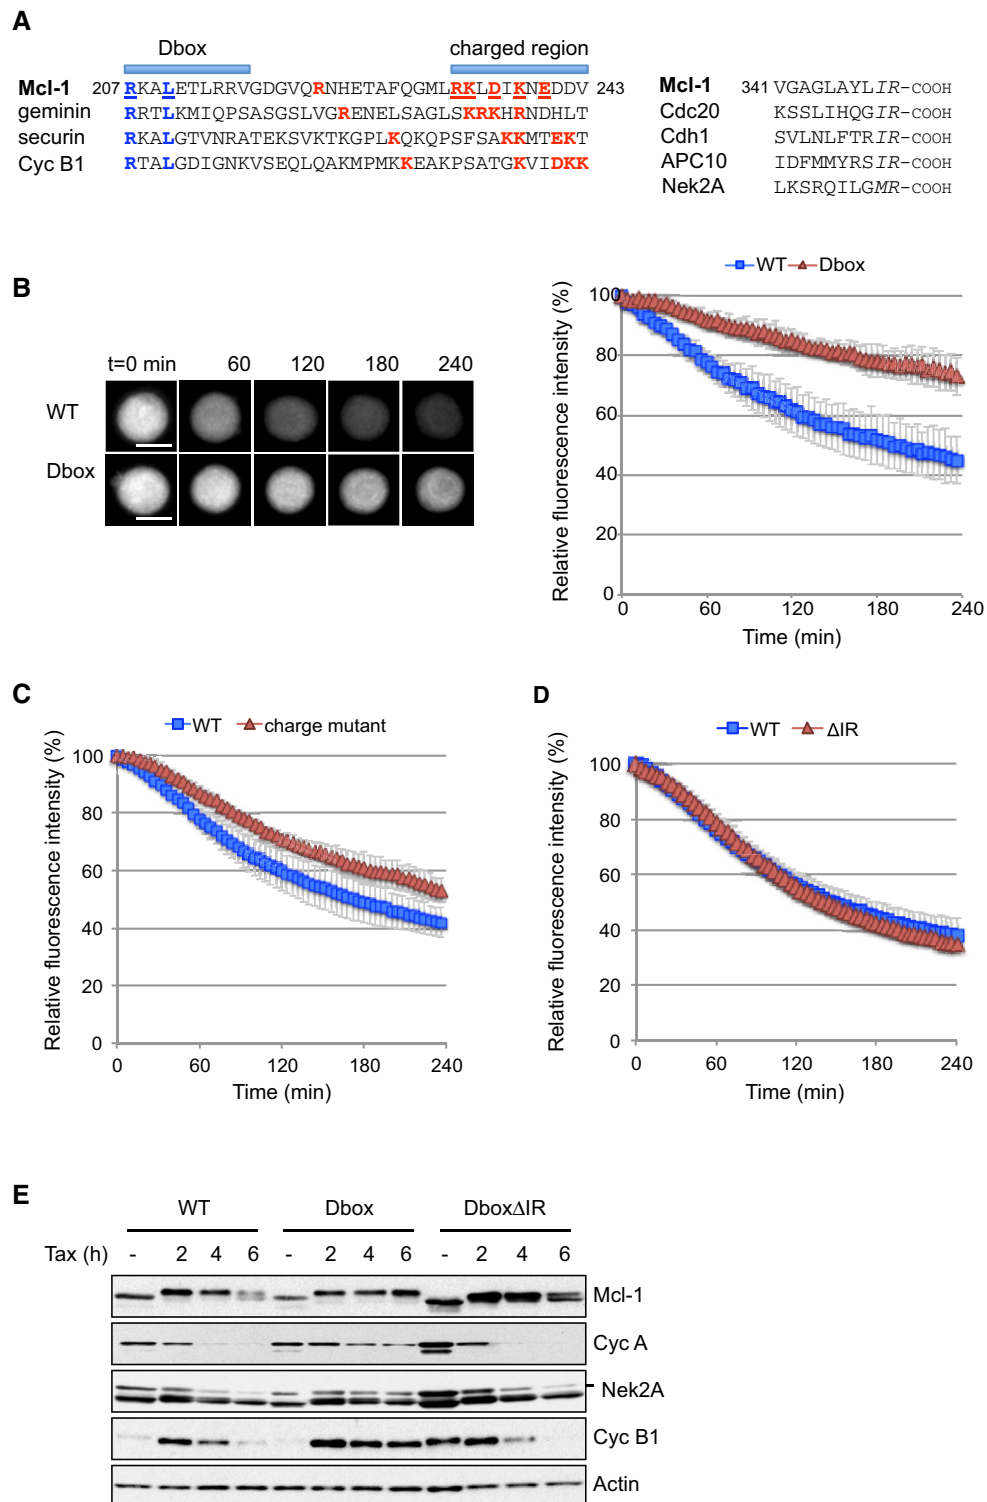 A
Dbox charged region
Mcl-1 207 RKALETLRRVGDGVQRNHETAFQGMLRKLDIKNEDDV 243
geminin RRTLKMIQPSASGSLVGRENELSAGLSKRKHRNDHLT
securin RKALGTVNRATEKSVKTKGPLKQKQPSFSAKKMTEKT
Cyc B1 RTALGDIGNKVSEQLQAKMPMKKEAKPSATGKVIDKK
Mcl-1 341 VGAGLAYLIR-COOH
Cdc20 KSSLIHQGIR-COOH
Cdh1 SVLNLFTRIR-COOH
APC10 IDFMMYRSIR-COOH
Nek2A LKSRQILGMR-COOH
B
t=0 min 60 120 180 240
WT
Dbox
WT Dbox
Relative fluorescence intensity (%)
100
80
60
40
20
0
0 60 120 180 240
Time (min)
C
WT charge mutant
Relative fluorescence intensity (%)
100
80
60
40
20
0
0 60 120 180 240
Time (min)
D
WT ΔIR
Relative fluorescence intensity (%)
100
80
60
40
20
0
0 60 120 180 240
Time (min)
E
WT Dbox DboxΔIR
Tax (h) - 2 4 6 - 2 4 6 - 2 4 6
Mcl-1
Cyc A
Nek2A
Cyc B1
Actin